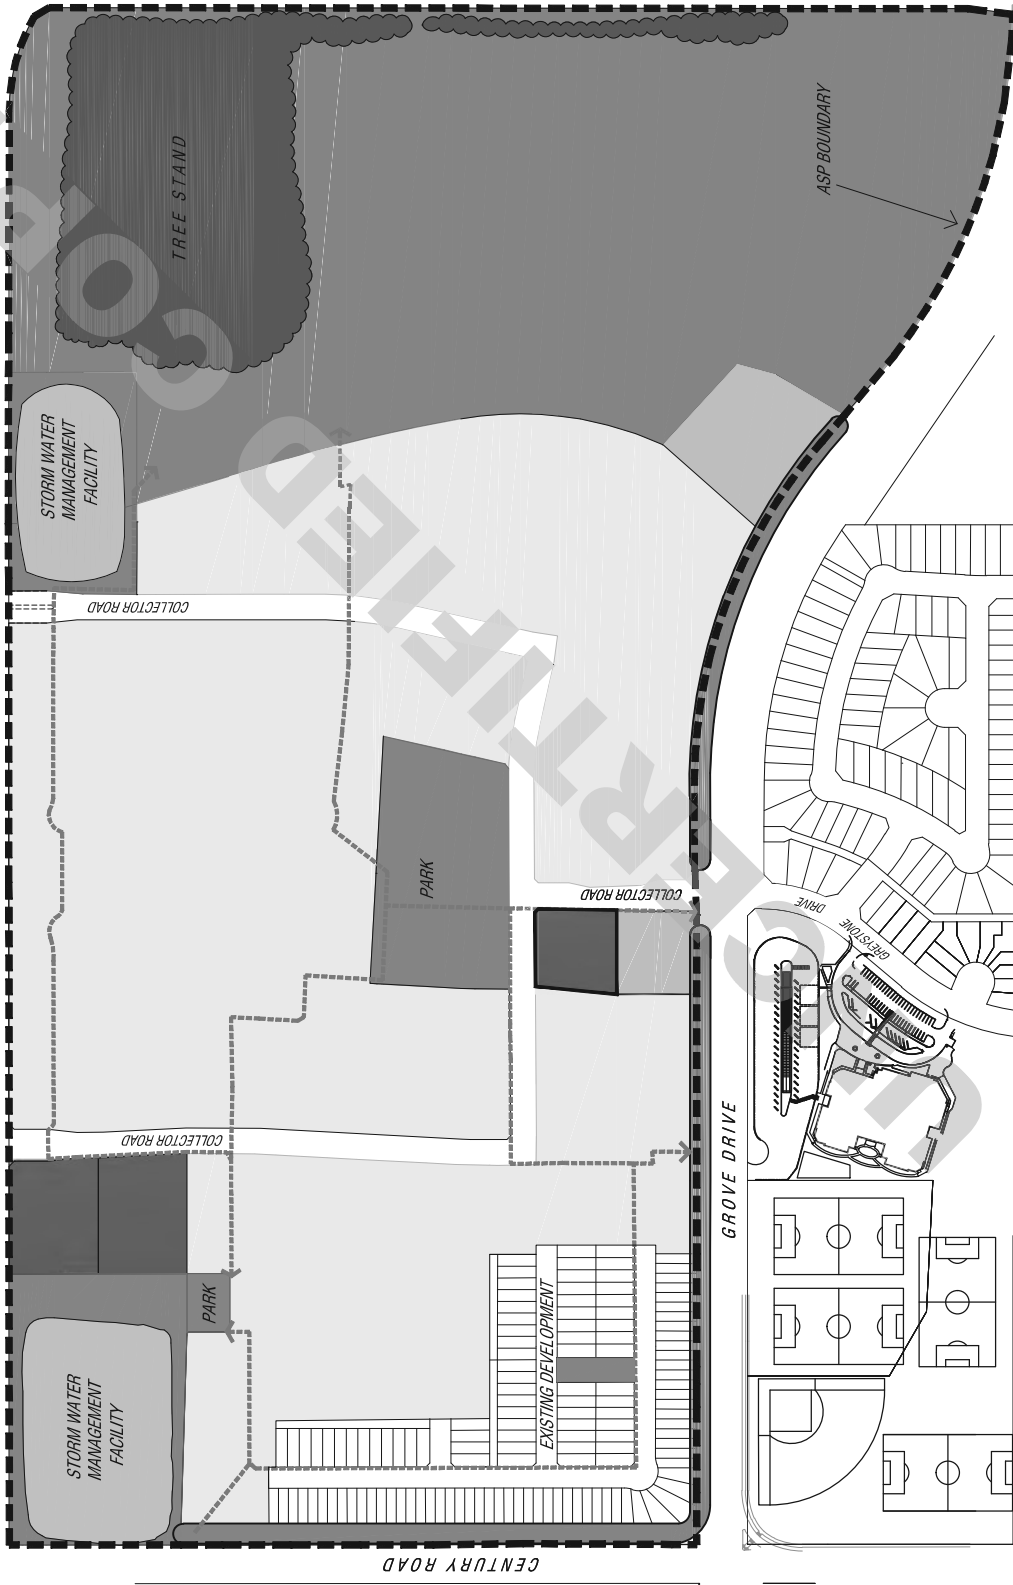 TREE STAND
ASP BOUNDARY
STORM WATER
MANAGEMENT
FACILITY
COLLECTOR ROAD
PARK
COLLECTOR ROAD
GREYSTONE
DRIVE
COLLECTOR ROAD
GROVE DRIVE
PARK
EXISTING DEVELOPMENT
STORM WATER
MANAGEMENT
FACILITY
CENTURY ROAD
UNCERTIFIED COPY